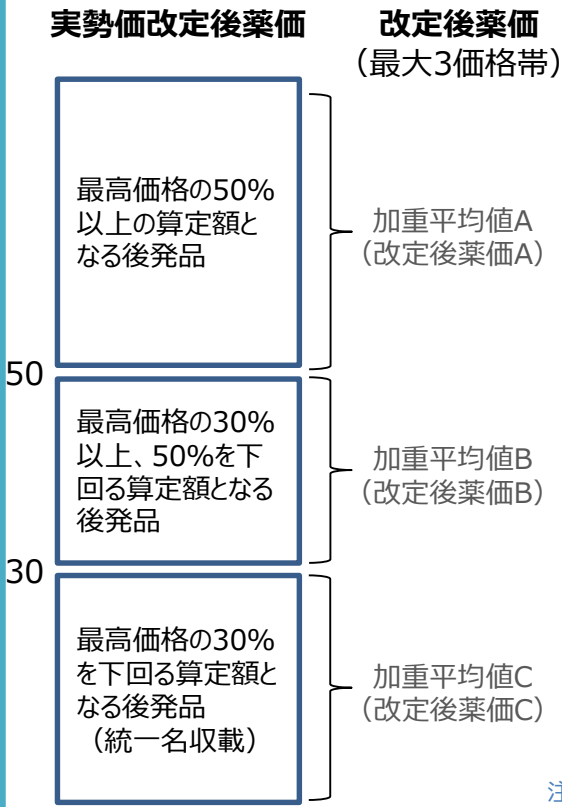 実勢価改定後薬価
改定後薬価
（最大3価格帯）
最高価格の50%
以上の算定額と
なる後発品
加重平均値A
（改定後薬価A）
50
最高価格の30%
以上、50%を下
回る算定額となる
後発品
加重平均値B
（改定後薬価B）
30
最高価格の30%
を下回る算定額と
なる後発品
（統一名収載）
加重平均値C
（改定後薬価C）
注